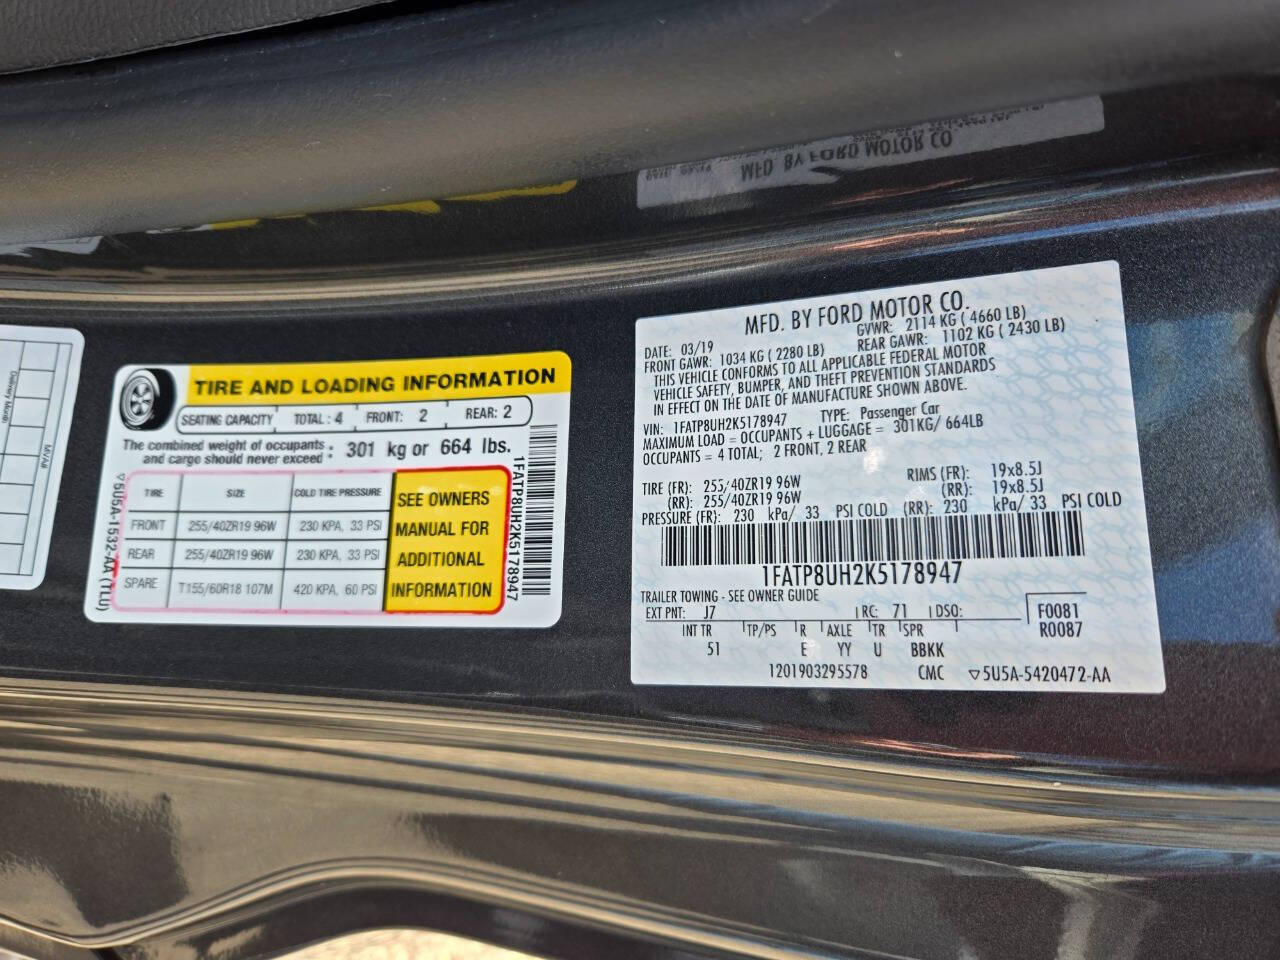 Delivery Month
MVAB
TIRE AND LOADING INFORMATION
SEATING CAPACITY TOTAL : 4 FRONT: 2 REAR: 2
The combined weight of occupants and cargo should never exceed : 301 kg or 664 lbs.
TIRE SIZE COLD TIRE PRESSURE
FRONT 255/40ZR19 96W 230 KPA, 33 PSI
REAR 255/40ZR19 96W 230 KPA, 33 PSI
SPARE T155/60R18 107M 420 KPA, 60 PSI
SEE OWNERS
MANUAL FOR
ADDITIONAL
INFORMATION
5U5A-1532-AA (TLU)
1FATP8UH2K5178947
MFD. BY FORD MOTOR CO.
MFD. BY FORD MOTOR CO.
DATE: 03/19 GVWR: 2114 KG ( 4660 LB)
FRONT GAWR: 1034 KG ( 2280 LB) REAR GAWR: 1102 KG ( 2430 LB)
THIS VEHICLE CONFORMS TO ALL APPLICABLE FEDERAL MOTOR
VEHICLE SAFETY, BUMPER, AND THEFT PREVENTION STANDARDS
IN EFFECT ON THE DATE OF MANUFACTURE SHOWN ABOVE.
VIN: 1FATP8UH2K5178947 TYPE: Passenger Car
MAXIMUM LOAD = OCCUPANTS + LUGGAGE = 301KG/ 664LB
OCCUPANTS = 4 TOTAL; 2 FRONT, 2 REAR
TIRE (FR): 255/40ZR19 96W RIMS (FR): 19x8.5J
(RR): 255/40ZR19 96W (RR): 19x8.5J
PRESSURE (FR): 230 kPa/ 33 PSI COLD (RR): 230 kPa/ 33 PSI COLD
1FATP8UH2K5178947
TRAILER TOWING - SEE OWNER GUIDE
EXT PNT: J7 RC: 71 DSO: F0081
INT TR TP/PS R AXLE TR SPR R0087
51 E YY U BBKK
1201903295578 CMC 5U5A-5420472-AA